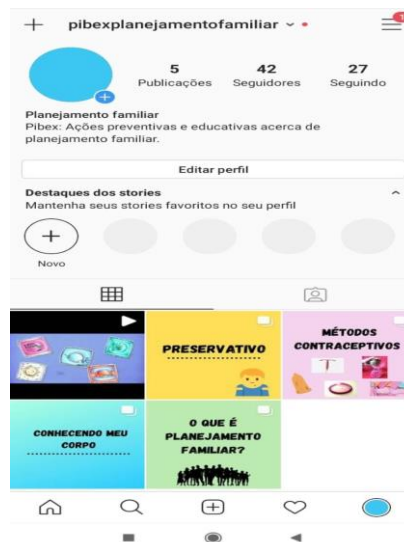 pibexplanejamentofamiliar
1
5 42 27
Publicações Seguidores Seguindo
Planejamento familiar
Pibex: Ações preventivas e educativas acerca de
planejamento familiar.
Editar perfil
Destaques dos stories
Mantenha seus stories favoritos no seu perfil
Novo
PRESERVATIVO
MÉTODOS
CONTRACEPTIVOS
CONHECENDO MEU
CORPO
O QUE É
PLANEJAMENTO
FAMILIAR?